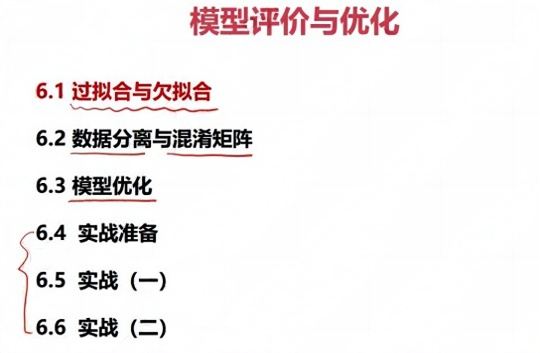 模型评价与优化
6.1 过拟合与欠拟合
6.2 数据分离与混淆矩阵
6.3 模型优化
6.4 实战准备
6.5 实战（一）
6.6 实战（二）